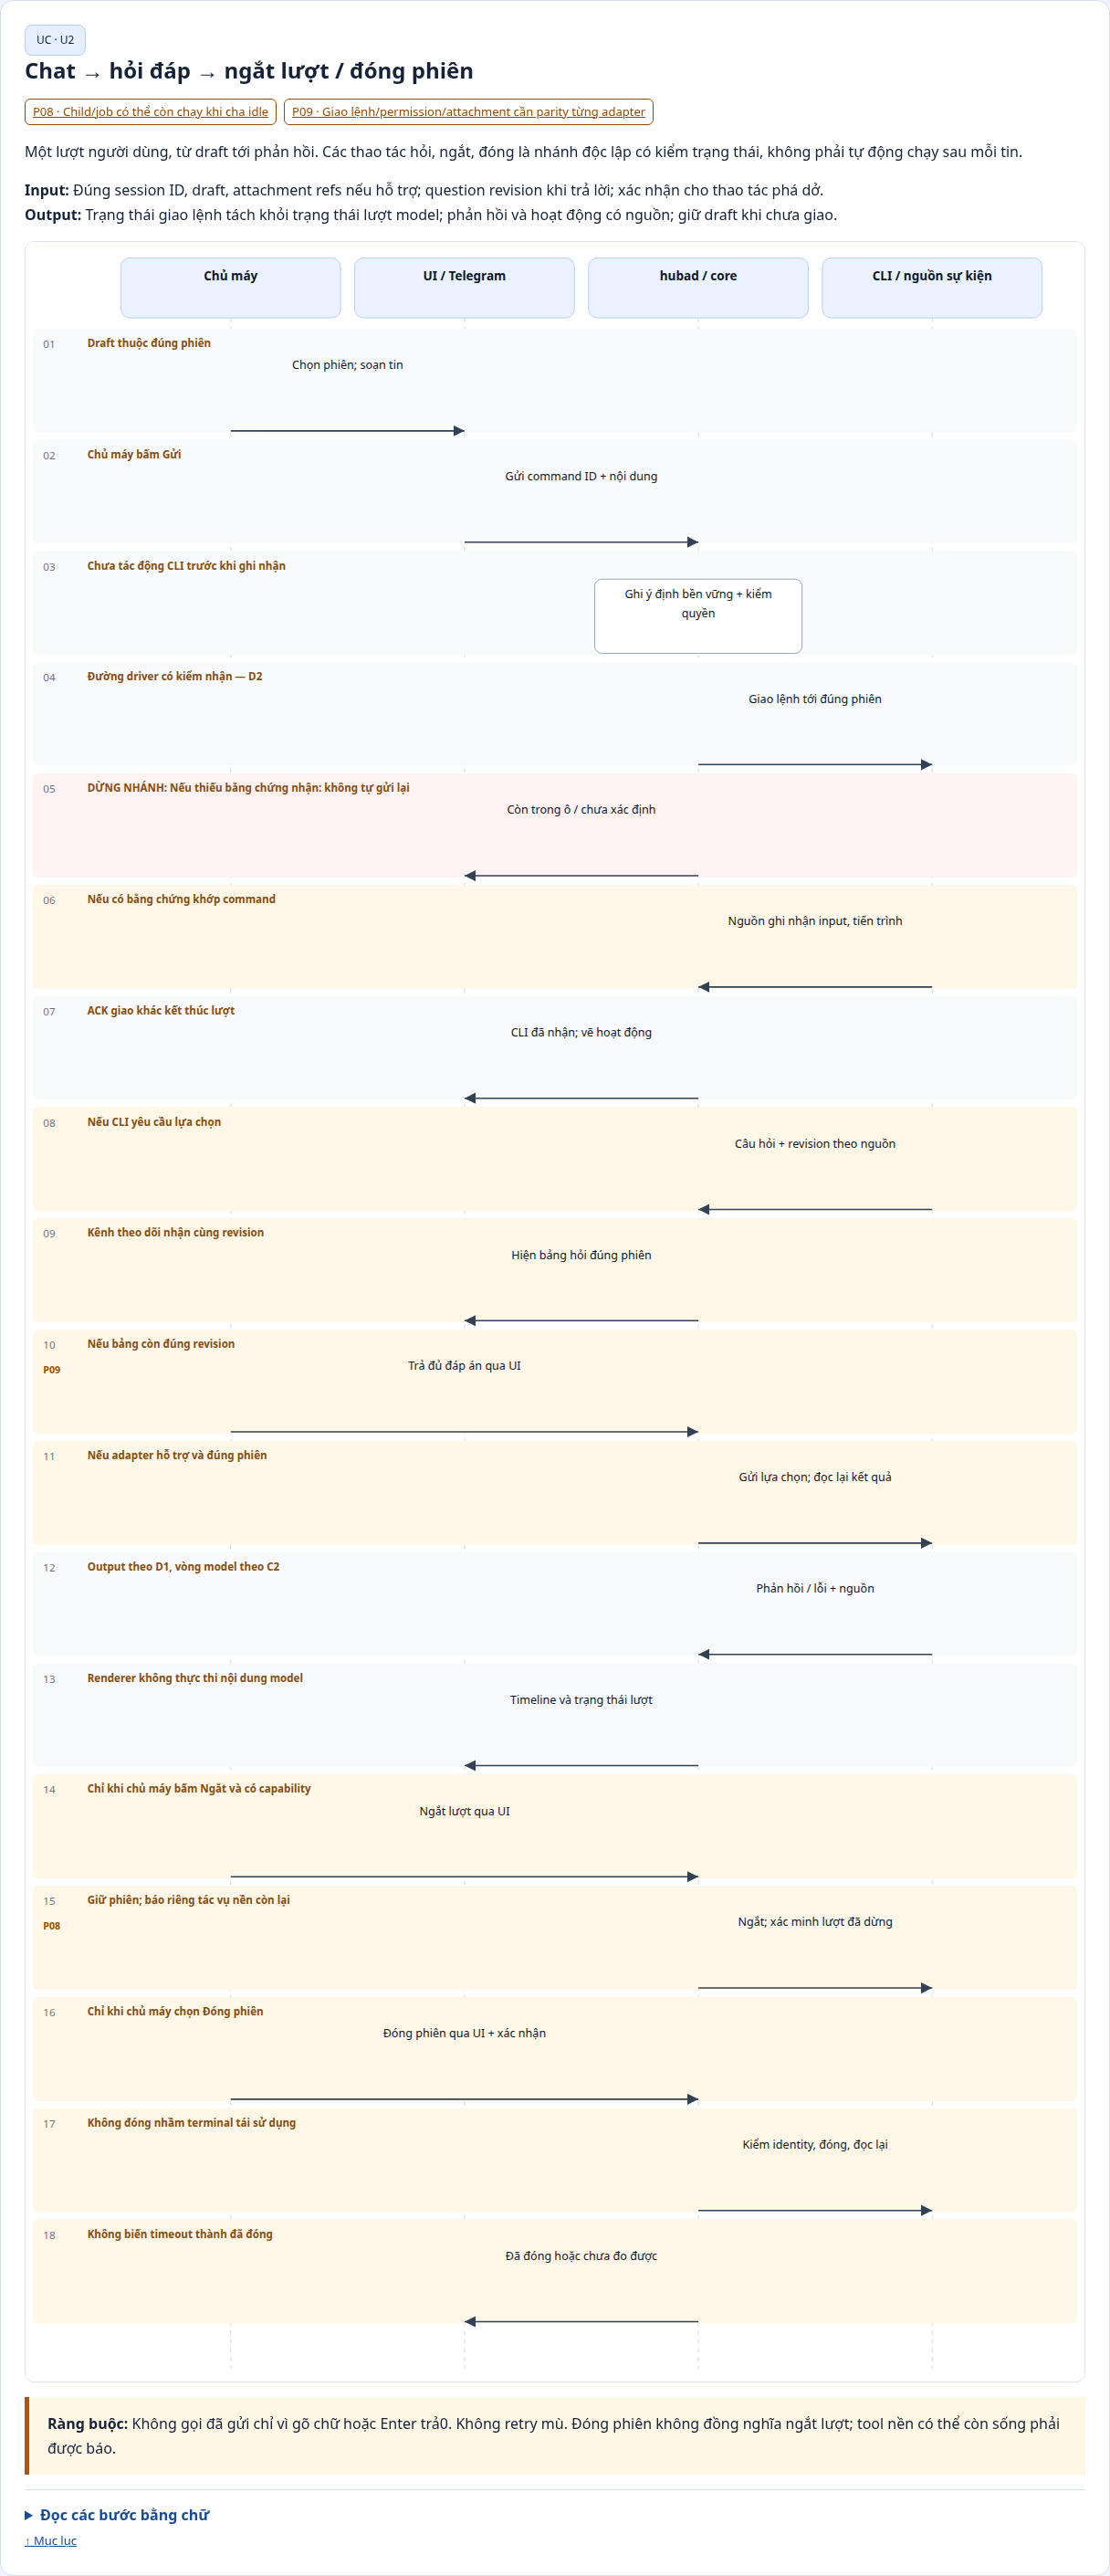 UC · U2
Chat → hỏi đáp → ngắt lượt / đóng phiên
P08 · Child/job có thể còn chạy khi cha idle
P09 · Giao lệnh/permission/attachment cần parity từng adapter
Một lượt người dùng, từ draft tới phản hồi. Các thao tác hỏi, ngắt, đóng là nhánh độc lập có kiểm trạng thái, không phải tự động chạy sau mỗi tin.
Input: Đúng session ID, draft, attachment refs nếu hỗ trợ; question revision khi trả lời; xác nhận cho thao tác phá dở.
Output: Trạng thái giao lệnh tách khỏi trạng thái lượt model; phản hồi và hoạt động có nguồn; giữ draft khi chưa giao.
Chủ máy
UI / Telegram
hubad / core
CLI / nguồn sự kiện
01
Draft thuộc đúng phiên
Chọn phiên; soạn tin
02
Chủ máy bấm Gửi
Gửi command ID + nội dung
03
Chưa tác động CLI trước khi ghi nhận
Ghi ý định bền vững + kiểm
quyền
04
Đường driver có kiểm nhận — D2
Giao lệnh tới đúng phiên
05
DỪNG NHÁNH: Nếu thiếu bằng chứng nhận: không tự gửi lại
Còn trong ô / chưa xác định
06
Nếu có bằng chứng khớp command
Nguồn ghi nhận input, tiến trình
07
ACK giao khác kết thúc lượt
CLI đã nhận; vẽ hoạt động
08
Nếu CLI yêu cầu lựa chọn
Câu hỏi + revision theo nguồn
09
Kênh theo dõi nhận cùng revision
Hiện bảng hỏi đúng phiên
10
Nếu bảng còn đúng revision
P09
Trả đủ đáp án qua UI
11
Nếu adapter hỗ trợ và đúng phiên
Gửi lựa chọn; đọc lại kết quả
12
Output theo D1, vòng model theo C2
Phản hồi / lỗi + nguồn
13
Renderer không thực thi nội dung model
Timeline và trạng thái lượt
14
Chỉ khi chủ máy bấm Ngắt và có capability
Ngắt lượt qua UI
15
Giữ phiên; báo riêng tác vụ nền còn lại
P08
Ngắt; xác minh lượt đã dừng
16
Chỉ khi chủ máy chọn Đóng phiên
Đóng phiên qua UI + xác nhận
17
Không đóng nhầm terminal tái sử dụng
Kiểm identity, đóng, đọc lại
18
Không biến timeout thành đã đóng
Đã đóng hoặc chưa đo được
Ràng buộc: Không gọi đã gửi chỉ vì gõ chữ hoặc Enter trả0. Không retry mù. Đóng phiên không đồng nghĩa ngắt lượt; tool nền có thể còn sống phải
được báo.
Đọc các bước bằng chữ
↑ Mục lục